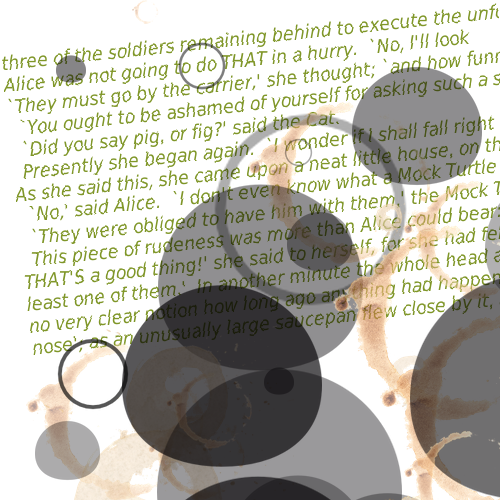 three of the soldiers remaining behind to execute the unfo
Alice was not going to do THAT in a hurry. `No, I'll look
`They must go by the carrier,' she thought; `and how funn
`You ought to be ashamed of yourself for asking such a s
`Did you say pig, or fig?' said the Cat.
Presently she began again. `I wonder if I shall fall right
As she said this, she came upon a neat little house, on th
`No,' said Alice. `I don't even know what a Mock Turtle
`They were obliged to have him with them,' the Mock T
This piece of rudeness was more than Alice could bear
THAT'S a good thing!' she said to herself, for she had fel
least one of them.' In another minute the whole head a
no very clear notion how long ago anything had happen
nose'; as an unusually large saucepan flew close by it,